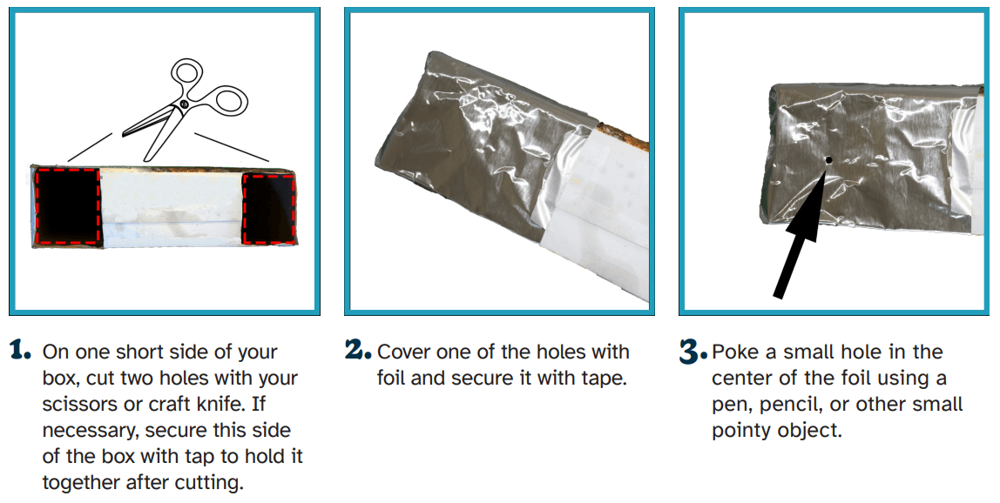 1. On one short side of your
box, cut two holes with your
scissors or craft knife. If
necessary, secure this side
of the box with tap to hold it
together after cutting.
2. Cover one of the holes with
foil and secure it with tape.
3. Poke a small hole in the
center of the foil using a
pen, pencil, or other small
pointy object.